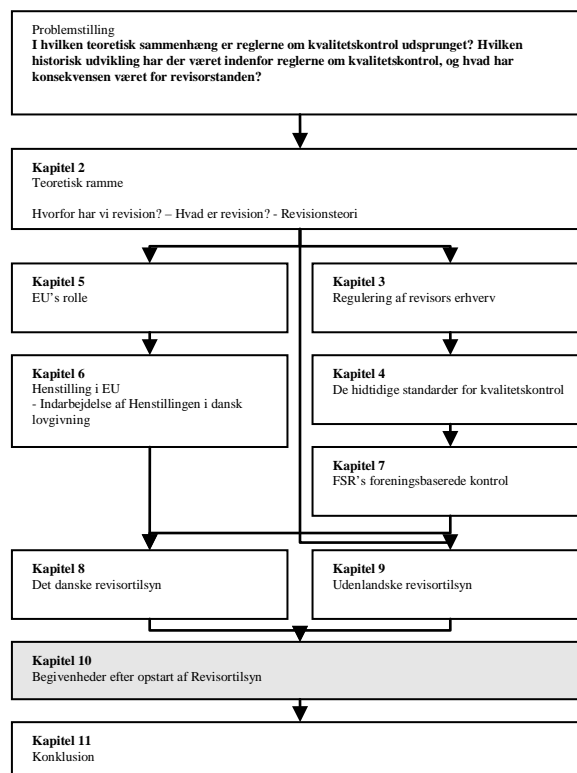 Problemstilling
I hvilken teoretisk sammenhæng er reglerne om kvalitetskontrol udsprunget? Hvilken
historisk udvikling har der været indenfor reglerne om kvalitetskontrol, og hvad har
konsekvensen været for revisorstanden?
Kapitel 2
Teoretisk ramme
Hvorfor har vi revision? – Hvad er revision? - Revisionsteori
Kapitel 5
EU’s rolle
Kapitel 3
Regulering af revisors erhverv
Kapitel 6
Henstilling i EU
- Indarbejdelse af Henstillingen i dansk
lovgivning
Kapitel 4
De hidtidige standarder for kvalitetskontrol
Kapitel 7
FSR’s foreningsbaserede kontrol
Kapitel 8
Det danske revisortilsyn
Kapitel 9
Udenlandske revisortilsyn
Kapitel 10
Begivenheder efter opstart af Revisortilsyn
Kapitel 11
Konklusion